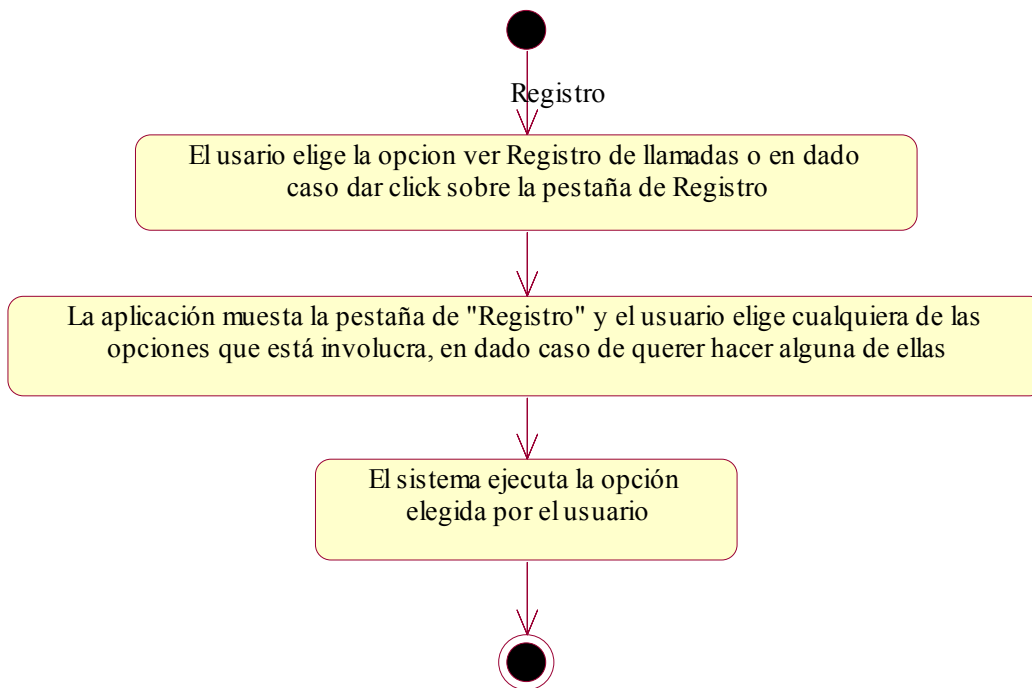 Registro
El usario elige la opcion ver Registro de llamadas o en dado
caso dar click sobre la pestaña de Registro
La aplicación muesta la pestaña de "Registro" y el usuario elige cualquiera de las
opciones que está involucra, en dado caso de querer hacer alguna de ellas
El sistema ejecuta la opción
elegida por el usuario